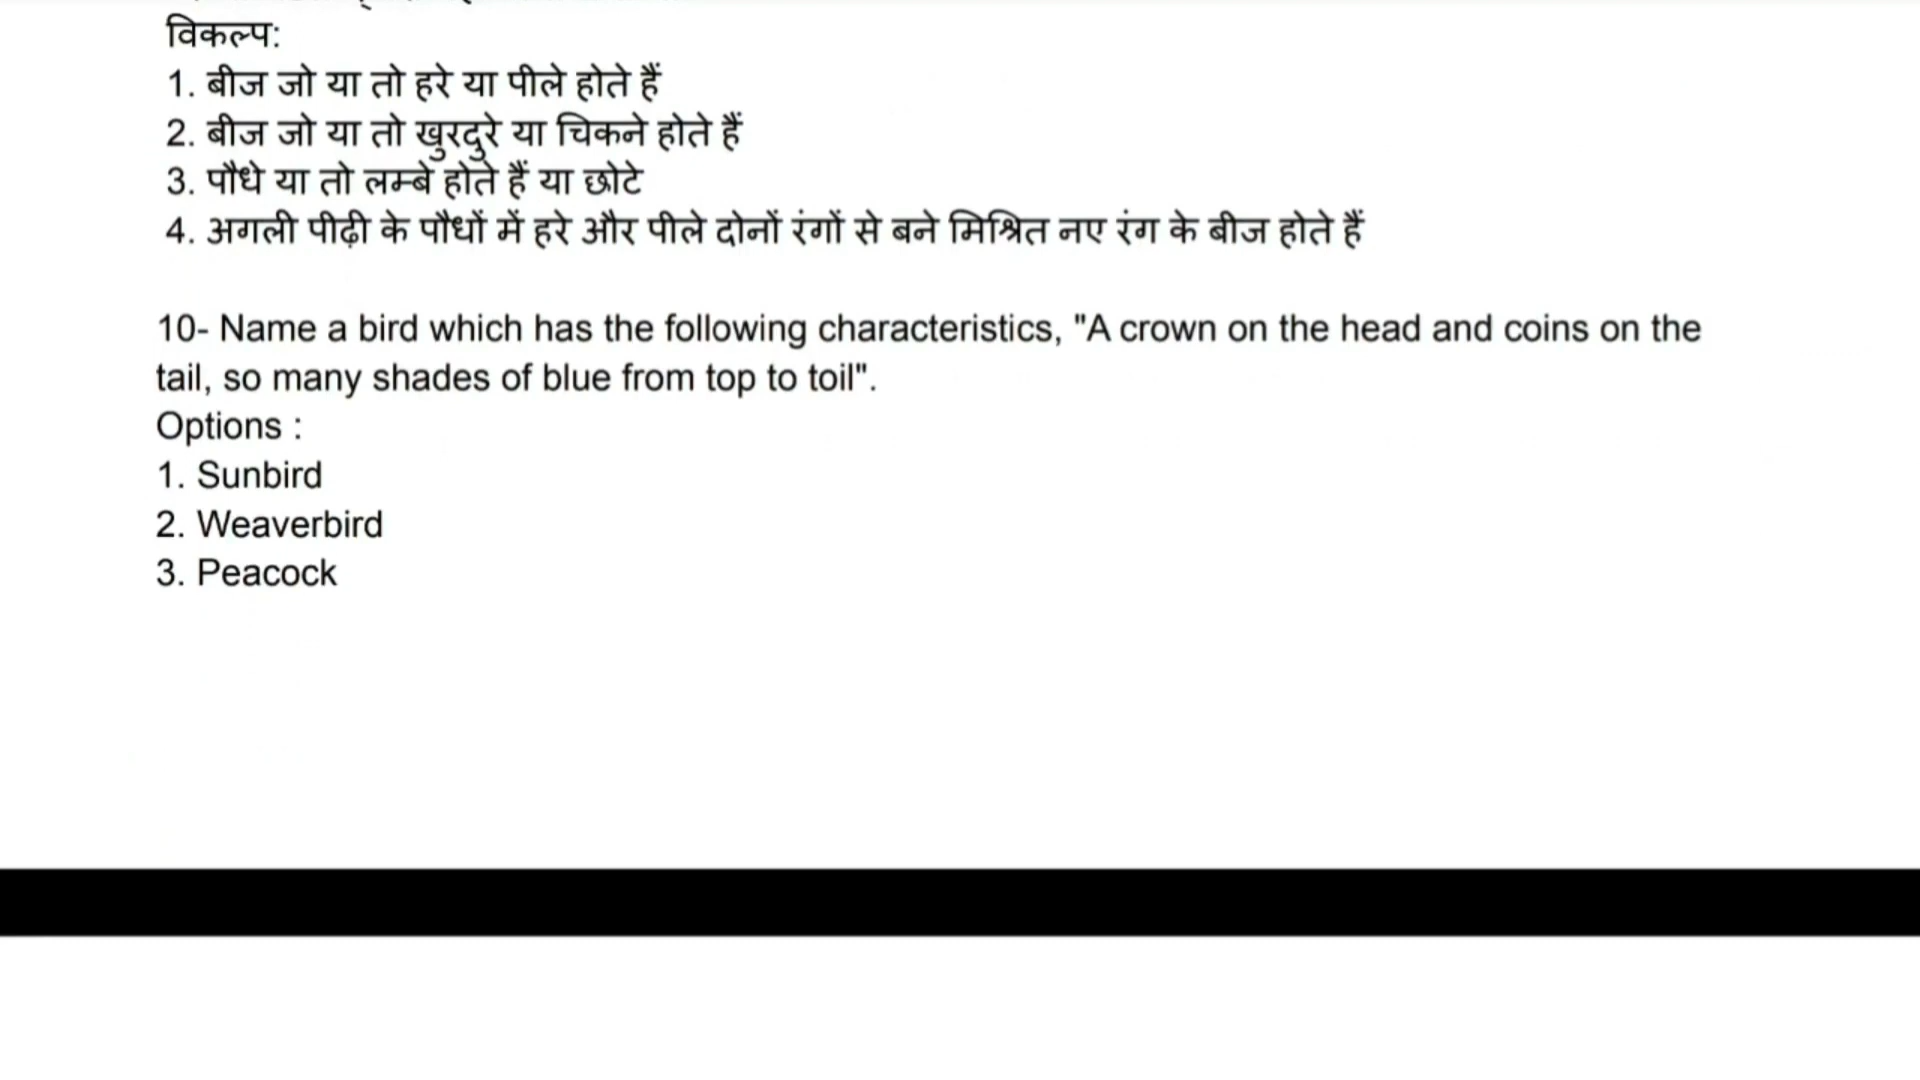 विकल्प:
1. बीज जो या तो हरे या पीले होते हैं
2. बीज जो या तो खुरदुरे या चिकने होते हैं
3. पौधे या तो लम्बे होते हैं या छोटे
4. अगली पीढ़ी के पौधों में हरे और पीले दोनों रंगों से बने मिश्रित नए रंग के बीज होते हैं
10- Name a bird which has the following characteristics, "A crown on the head and coins on the
tail, so many shades of blue from top to toil".
Options :
1. Sunbird
2. Weaverbird
3. Peacock